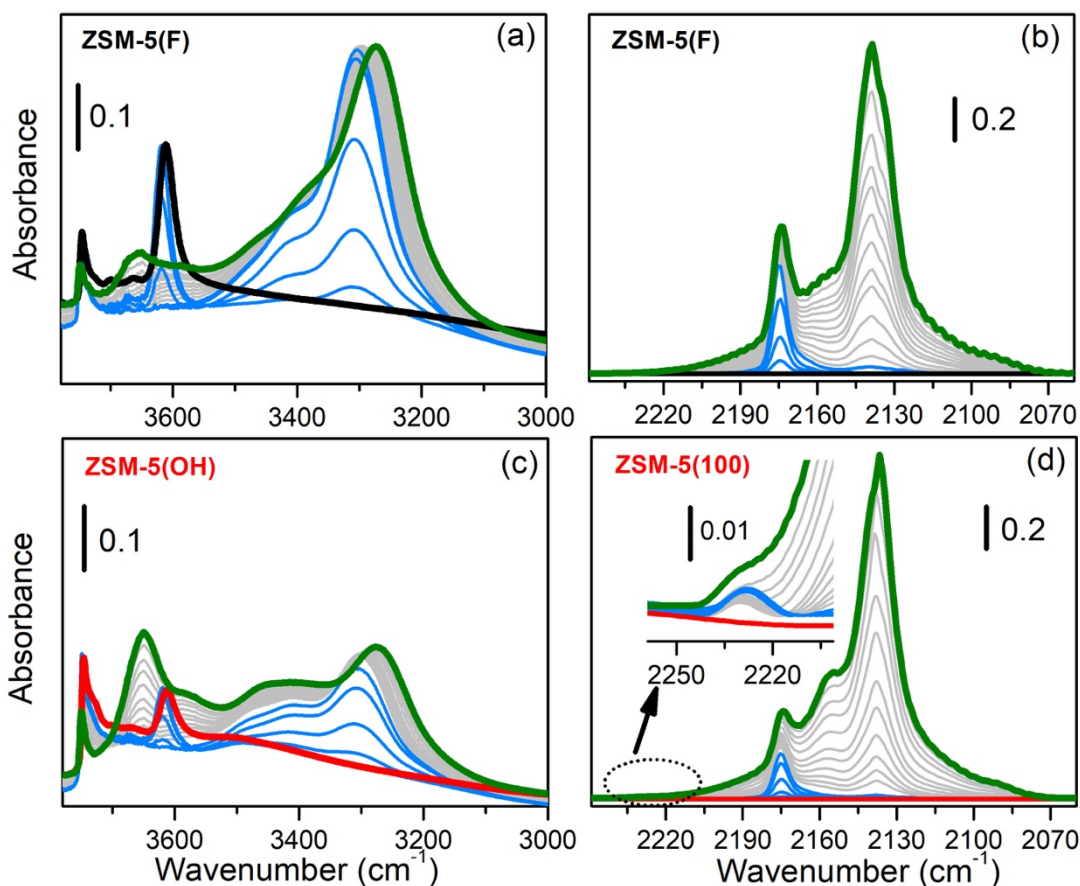 ZSM-5(F) (a)
0.1
Absorbance
3600 3400 3200 3000
ZSM-5(F) (b)
0.2
2220 2190 2160 2130 2100 2070
ZSM-5(OH) (c)
0.1
Absorbance
3600 3400 3200 3000
Wavenumber (cm-1)
ZSM-5(100) (d)
0.01
0.2
2250 2220
2220 2190 2160 2130 2100 2070
Wavenumber (cm-1)